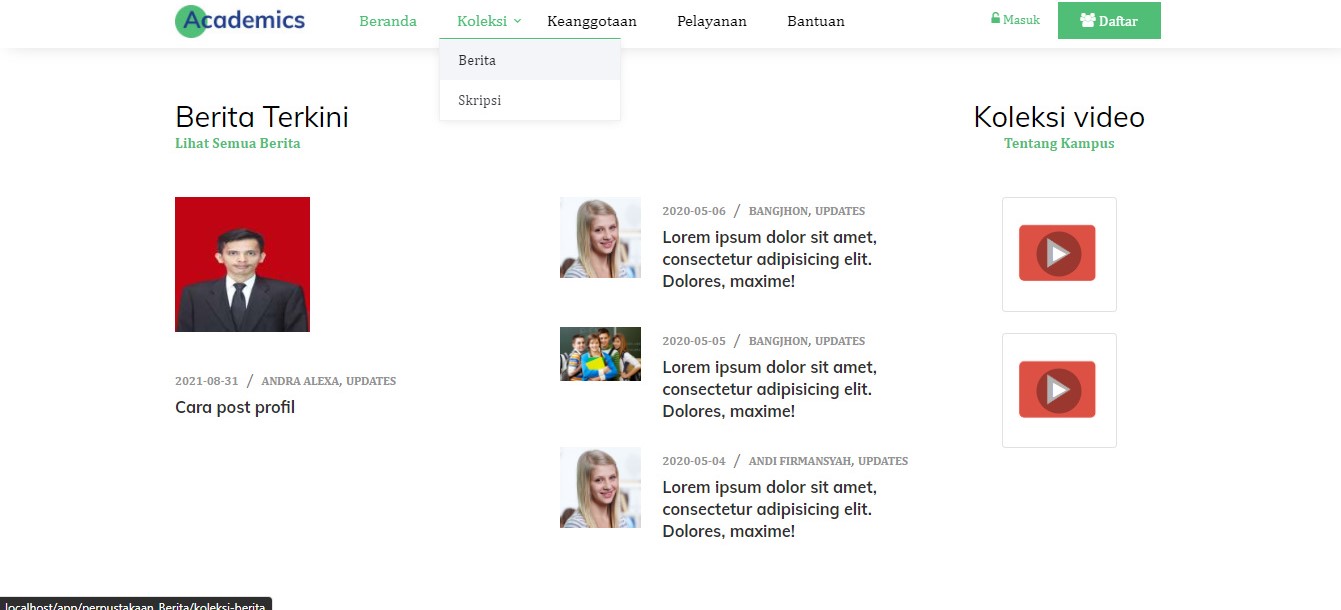 Academics
Beranda
Koleksi
Keanggotaan
Pelayanan
Bantuan
Masuk
Daftar
Berita
Skripsi
Berita Terkini
Lihat Semua Berita
2021-08-31 / ANDRA ALEXA, UPDATES
Cara post profil
2020-05-06 / BANGJHON, UPDATES
Lorem ipsum dolor sit amet,
consectetur adipisicing elit.
Dolores, maxime!
2020-05-05 / BANGJHON, UPDATES
Lorem ipsum dolor sit amet,
consectetur adipisicing elit.
Dolores, maxime!
2020-05-04 / ANDI FIRMANSYAH, UPDATES
Lorem ipsum dolor sit amet,
consectetur adipisicing elit.
Dolores, maxime!
Koleksi video
Tentang Kampus
localhost/app/perpustakaan_Berita/koleksi-berita